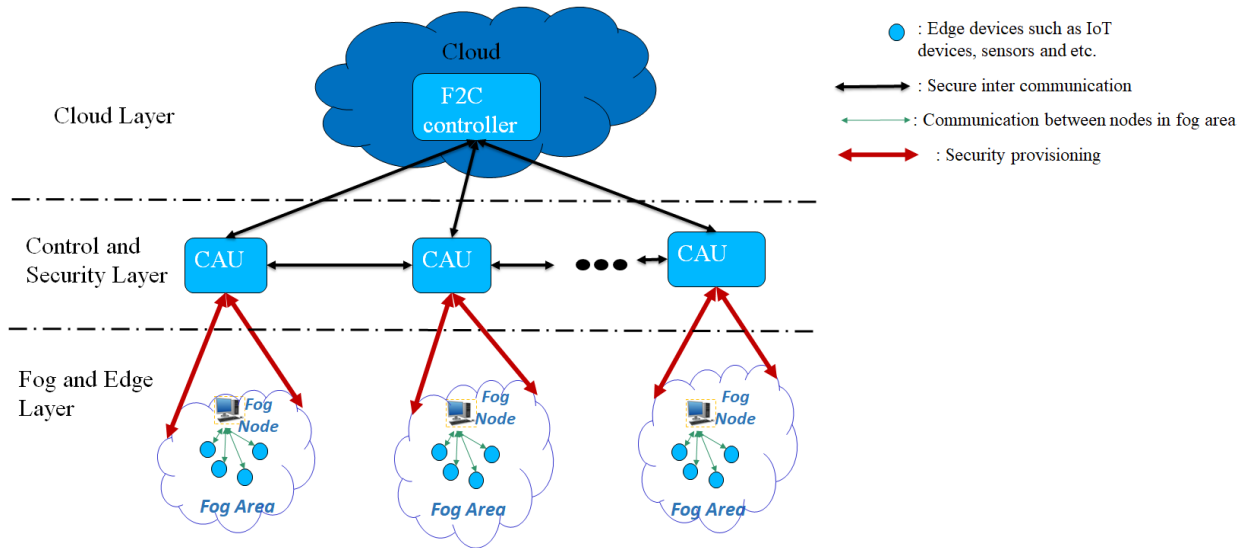 Cloud
F2C
controller
Cloud Layer
: Edge devices such as IoT
devices, sensors and etc.
: Secure inter communication
: Communication between nodes in fog area
: Security provisioning
Control and
Security Layer
CAU
CAU
CAU
Fog and Edge
Layer
Fog
Node
Fog Area
Fog
Node
Fog Area
Fog
Node
Fog Area